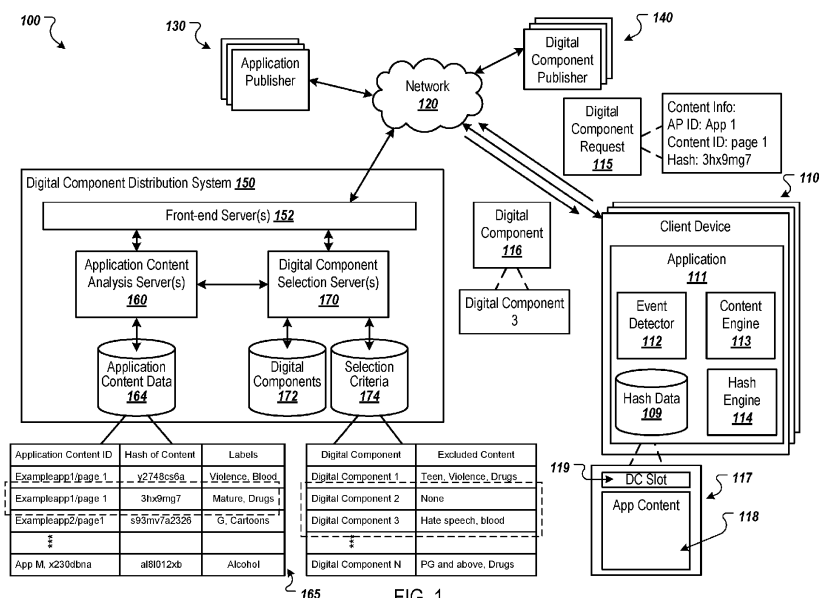 100
130
Application
Publisher
Network
120
Digital
Component
Publisher
140
Digital
Component
Request
115
Content Info:
AP ID: App 1
Content ID: page 1
Hash: 3hx9mg7
110
Digital Component Distribution System 150
Front-end Server(s) 152
Application Content
Analysis Server(s)
160
Digital Component
Selection Server(s)
170
Application
Content Data
164
Digital
Components
172
Selection
Criteria
174
Digital
Component
116
Digital Component
3
Client Device
Application
111
Event
Detector
112
Content
Engine
113
Hash Data
109
Hash
Engine
114
119
DC Slot
117
App Content
118
Application Content ID Hash of Content Labels
Exampleapp1/page 1 y2748cs6a Violence, Blood
Exampleapp1/page 1 3hx9mg7 Mature, Drugs
Exampleapp2/page1 s93mv7a2326 G, Cartoons
***
App M, x230dbna al8l012xb Alcohol
165
Digital Component Excluded Content
Digital Component 1 Teen, Violence, Drugs
Digital Component 2 None
Digital Component 3 Hate speech, blood
***
Digital Component N PG and above, Drugs
FIG. 1